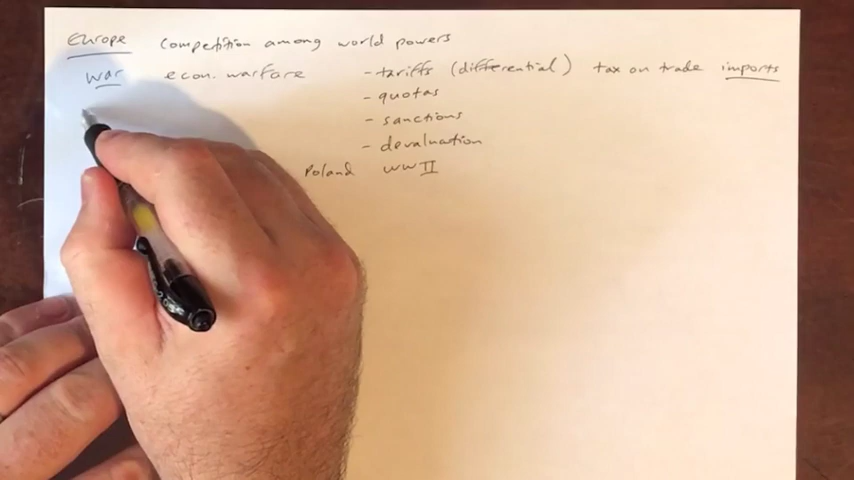 Europe competition among world powers
war econ. warfare - tariffs (differential) tax on trade imports
- quotas
- sanctions
- devaluation
Poland WWII